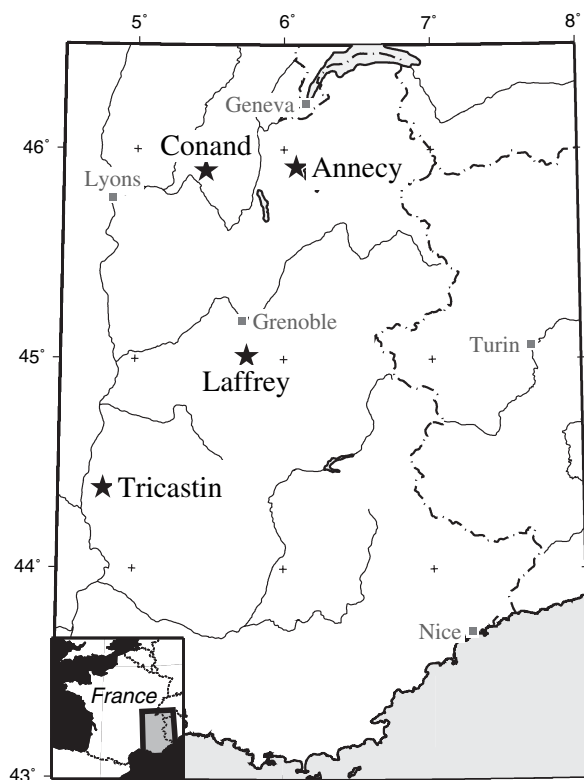 5˚ 6˚ 7˚ 8˚
Geneva
46˚
Conand
Annecy
Lyons
Grenoble
Turin
45˚
Laffrey
Tricastin
44˚
Nice
France
43˚